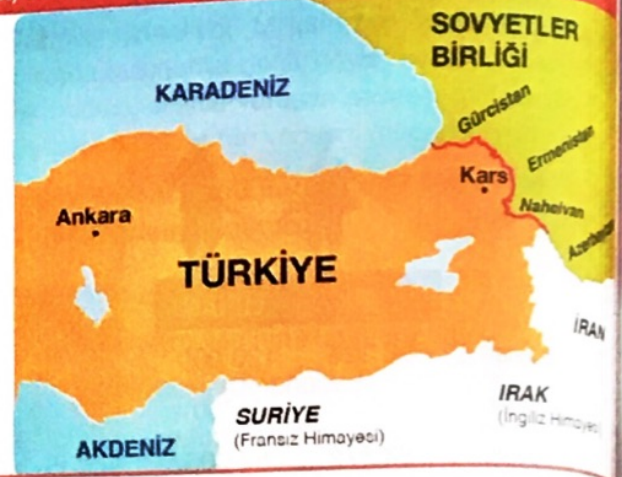 SOVYETLER
BİRLİĞİ
KARADENİZ
Gürcistan
Ermenistan
Kars
Nahcivan
Azerbaycan
Ankara
TÜRKİYE
İRAN
IRAK
(İngiliz Himayesi)
SURİYE
(Fransız Himayesi)
AKDENİZ